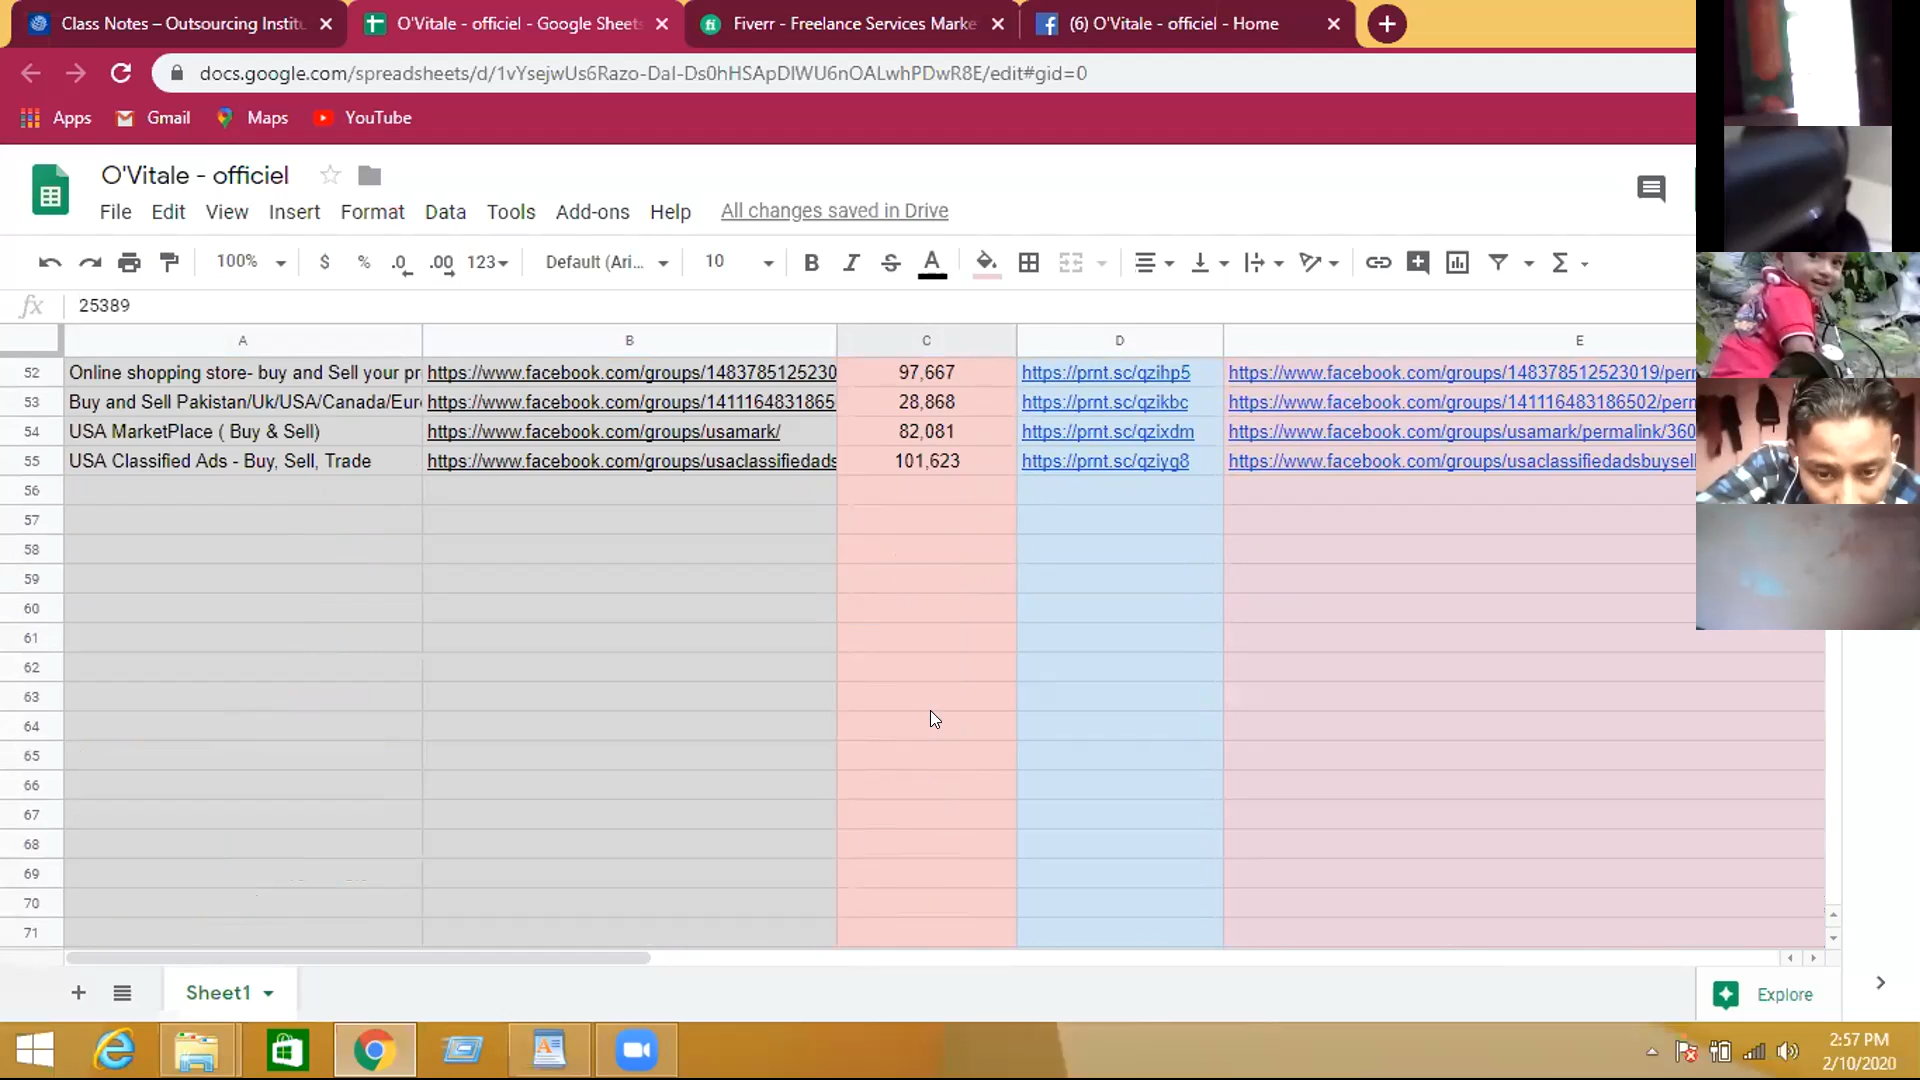 Class Notes – Outsourcing Institu
O'Vitale - officiel - Google Sheets
Fiverr - Freelance Services Marke
(6) O'Vitale - officiel - Home
docs.google.com/spreadsheets/d/1vYsejwUs6Razo-Dal-Ds0hHSApDlWU6nOALwhPDwR8E/edit#gid=0
Apps Gmail Maps YouTube
O'Vitale - officiel
File Edit View Insert Format Data Tools Add-ons Help All changes saved in Drive
100% $ % .0 .00 123 Default (Ari... 10 B I S A Σ
fx 25389
A B C D E
52 Online shopping store- buy and Sell your pr https://www.facebook.com/groups/1483785125230 97,667 https://prnt.sc/qzihp5 https://www.facebook.com/groups/148378512523019/perr
53 Buy and Sell Pakistan/Uk/USA/Canada/Eur https://www.facebook.com/groups/1411164831865 28,868 https://prnt.sc/qzikbc https://www.facebook.com/groups/141116483186502/perr
54 USA MarketPlace ( Buy & Sell) https://www.facebook.com/groups/usamark/ 82,081 https://prnt.sc/qzixdm https://www.facebook.com/groups/usamark/permalink/360
55 USA Classified Ads - Buy, Sell, Trade https://www.facebook.com/groups/usaclassifiedads 101,623 https://prnt.sc/qziyg8 https://www.facebook.com/groups/usaclassifiedadsbuysell
56
57
58
59
60
61
62
63
64
65
66
67
68
69
70
71
Sheet1
Explore
2:57 PM
2/10/2020